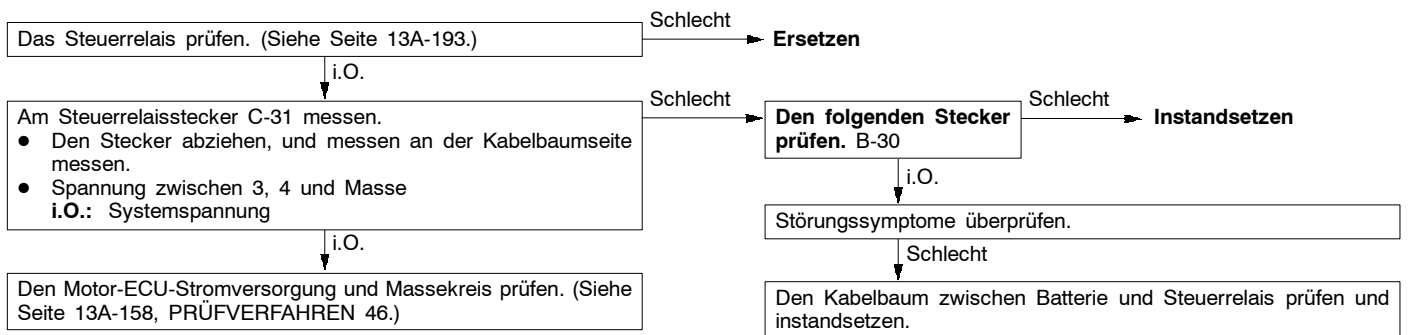 Das Steuerrelais prüfen. (Siehe Seite 13A-193.)
Schlecht
Ersetzen
i.O.
Am Steuerrelaisstecker C-31 messen.
● Den Stecker abziehen, und messen an der Kabelbaumseite
messen.
● Spannung zwischen 3, 4 und Masse
i.O.: Systemspannung
Schlecht
Den folgenden Stecker
prüfen. B-30
Schlecht
Instandsetzen
i.O.
Störungssymptome überprüfen.
Schlecht
Den Kabelbaum zwischen Batterie und Steuerrelais prüfen und
instandsetzen.
i.O.
Den Motor-ECU-Stromversorgung und Massekreis prüfen. (Siehe
Seite 13A-158, PRÜFVERFAHREN 46.)